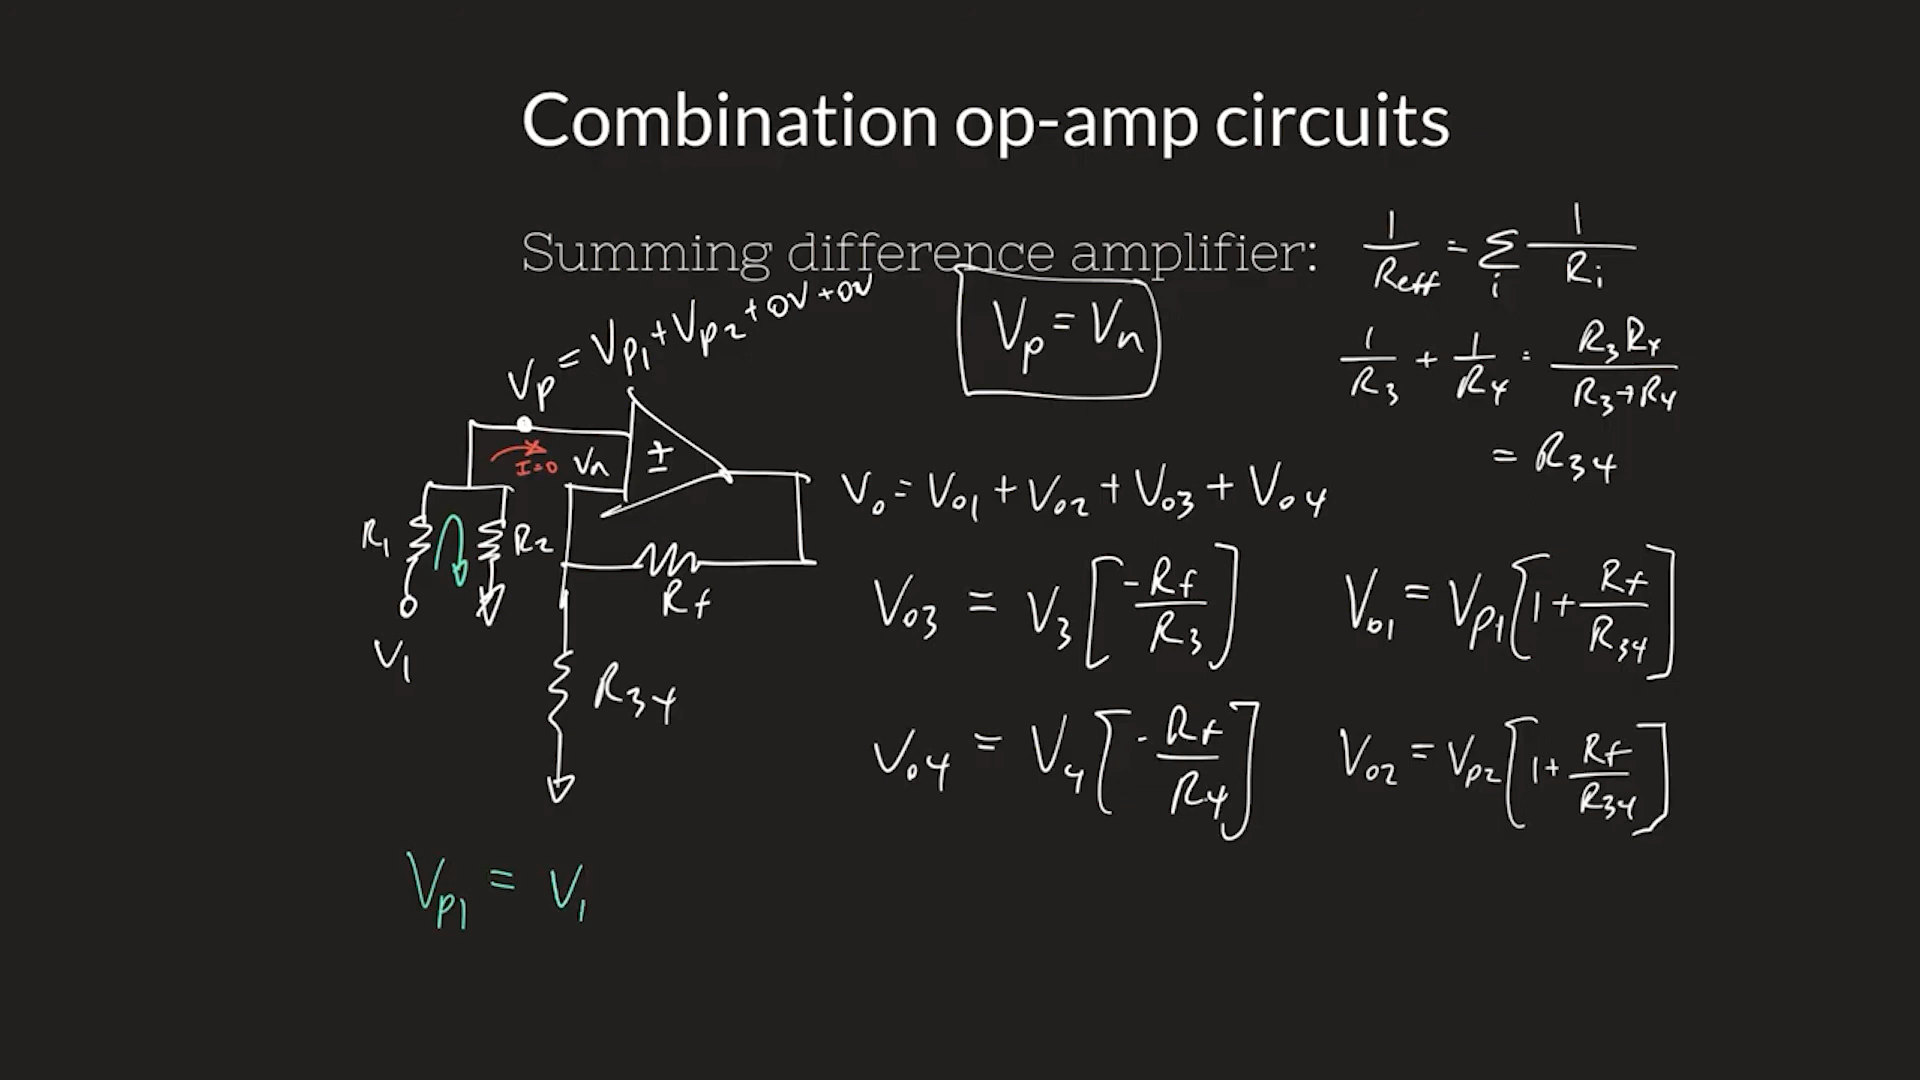 Combination op-amp circuits
Summing difference amplifier:
1/Reff = Σi 1/Ri
Vp = Vp1 + Vp2 + 0V + 0V
Vp = Vn
1/R3 + 1/R4 = R3R4/R3+R4
= R34
I=0
Vn
±
R1
R2
Rf
V1
R34
Vo = Vo1 + Vo2 + Vo3 + Vo4
Vo3 = V3[-Rf/R3]
Vo1 = Vp1[1+Rf/R34]
Vo4 = V4[-Rf/R4]
Vo2 = Vp2[1+Rf/R34]
Vp1 = V1